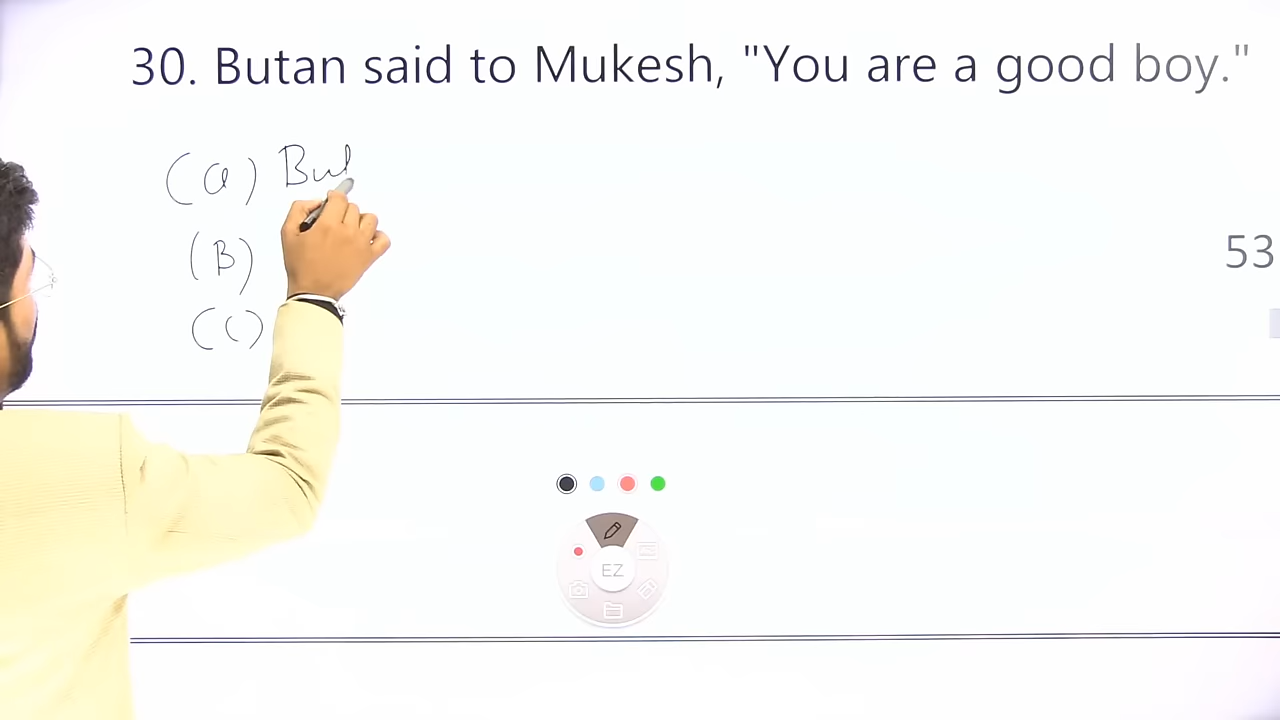 30. Butan said to Mukesh, "You are a good boy."
(a) But
(B)
53
(C)
EZ